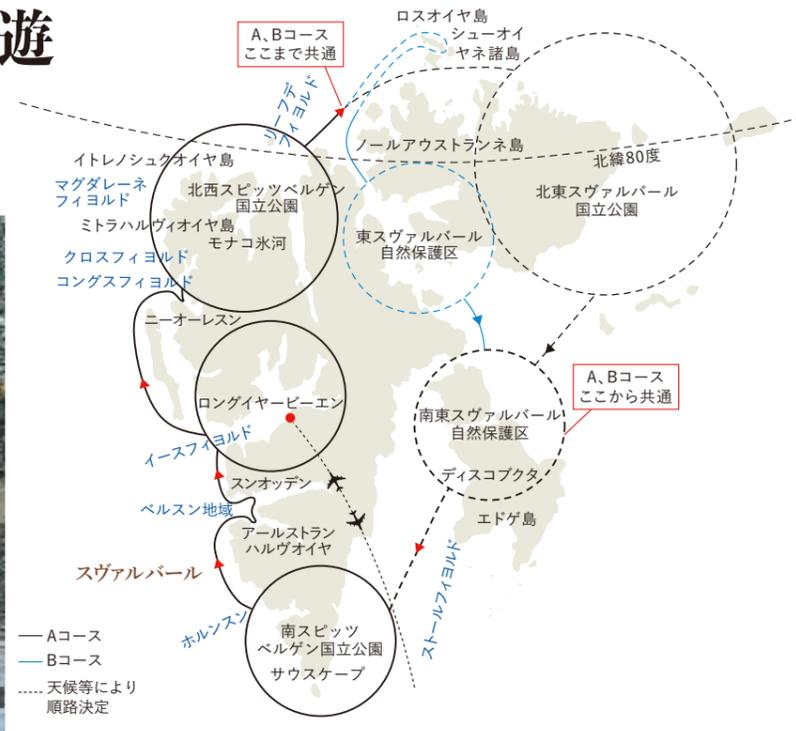 遊
ロスオイヤ島
シューオイ
ヤネ諸島
A、Bコース
ここまで共通
リーフデ
フィヨルド
ノールアウストランネ島
北緯80度
イトレノシュクオイヤ島
マグダレーネ
フィヨルド
北西スピッツベルゲン
国立公園
北東スヴァルバール
国立公園
ミトラハルヴィオイヤ島
モナコ氷河
東スヴァルバール
自然保護区
クロスフィヨルド
コングスフィヨルド
ニーオーレスン
A、Bコース
ここから共通
ロングイヤービーエン
南東スヴァルバール
自然保護区
イースフィヨルド
スンオッデン
ディスコブクタ
ベルスン地域
エドゲ島
アールストラン
ハルヴオイヤ
スヴァルバール
ストールフィヨルド
ホルンスン
南スピッツ
ベルゲン国立公園
サウスケープ
Aコース
Bコース
天候等により
順路決定